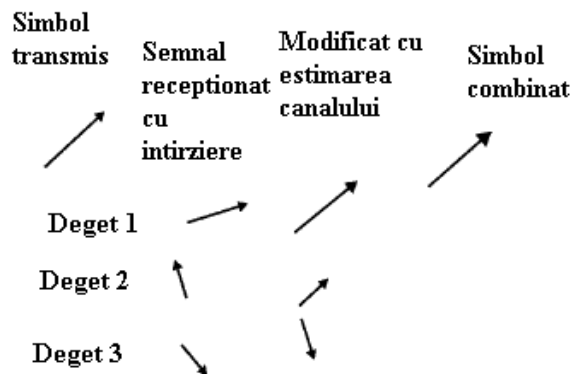 Simbol
transmis
Semnal
receptionat
cu
intirziere
Modificat cu
estimarea
canalului
Simbol
combinat
Deget 1
Deget 2
Deget 3